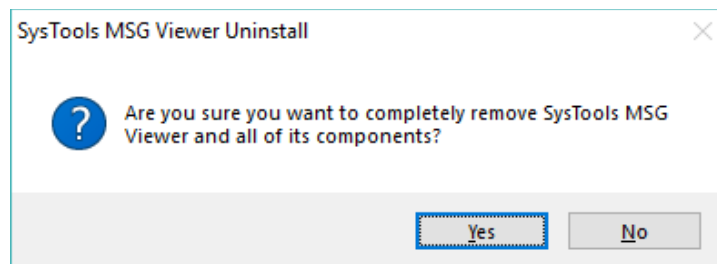 SysTools MSG Viewer Uninstall
?
Are you sure you want to completely remove SysTools MSG
Viewer and all of its components?
Yes
No